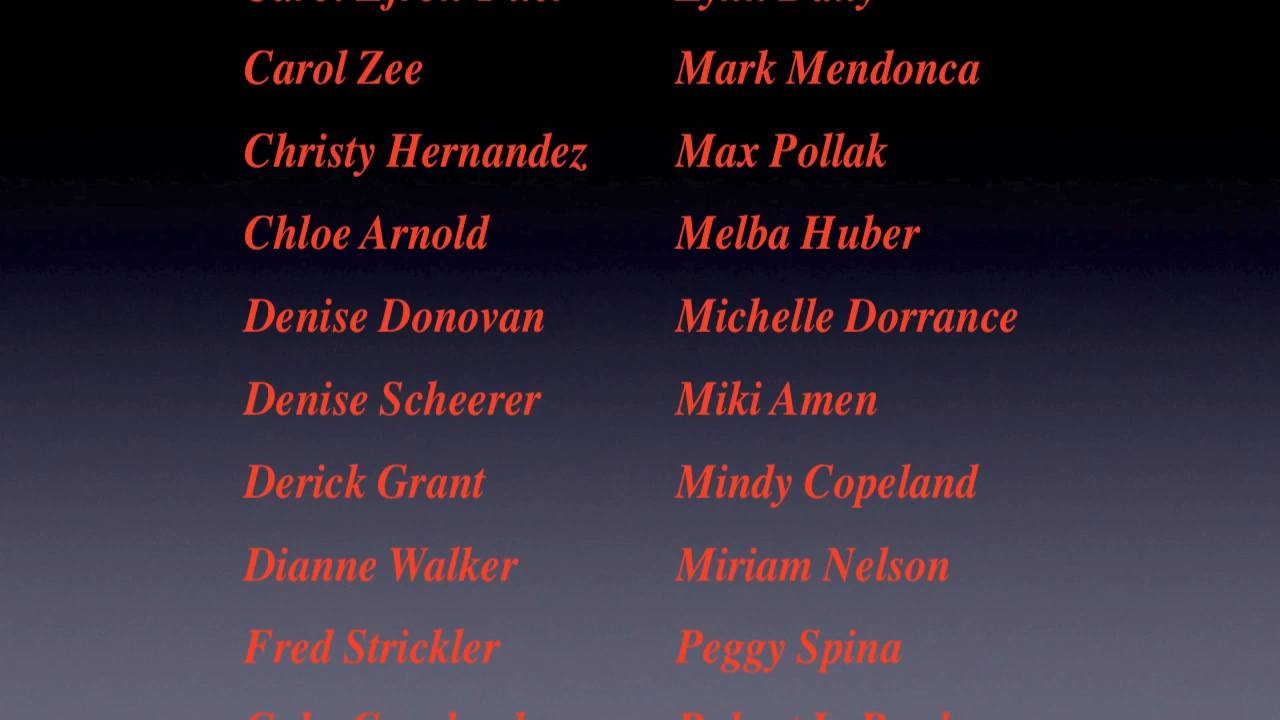 Carol Zee Mark Mendonca
Christy Hernandez Max Pollak
Chloe Arnold Melba Huber
Denise Donovan Michelle Dorrance
Denise Scheerer Miki Amen
Derick Grant Mindy Copeland
Dianne Walker Miriam Nelson
Fred Strickler Peggy Spina